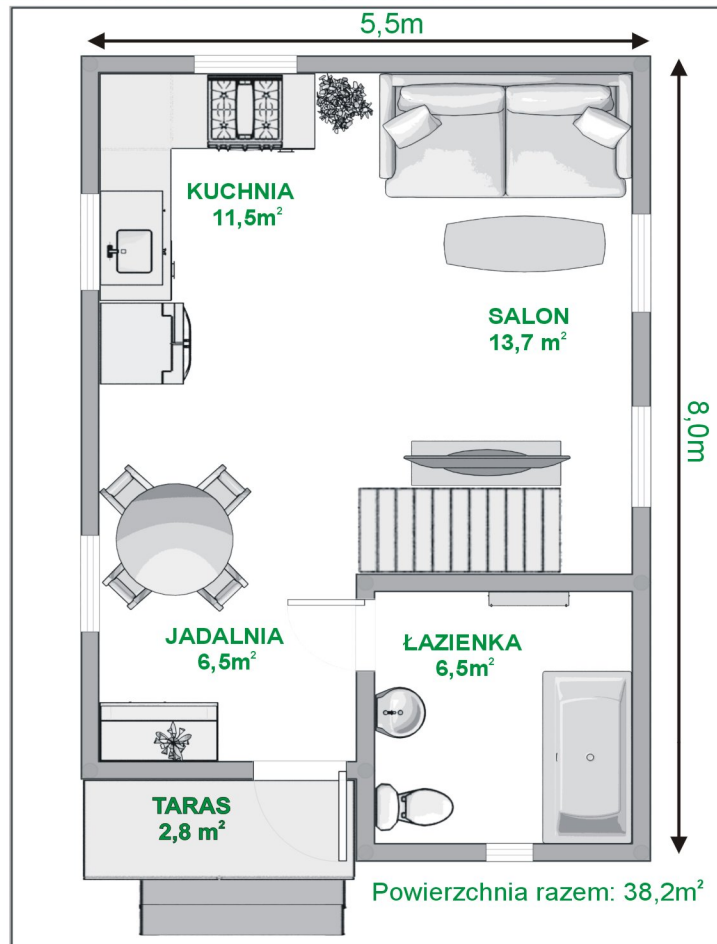 5,5m
KUCHNIA
11,5m²
SALON
13,7 m²
8,0m
JADALNIA
6,5m²
ŁAZIENKA
6,5m²
TARAS
2,8 m²
Powierzchnia razem: 38,2m²